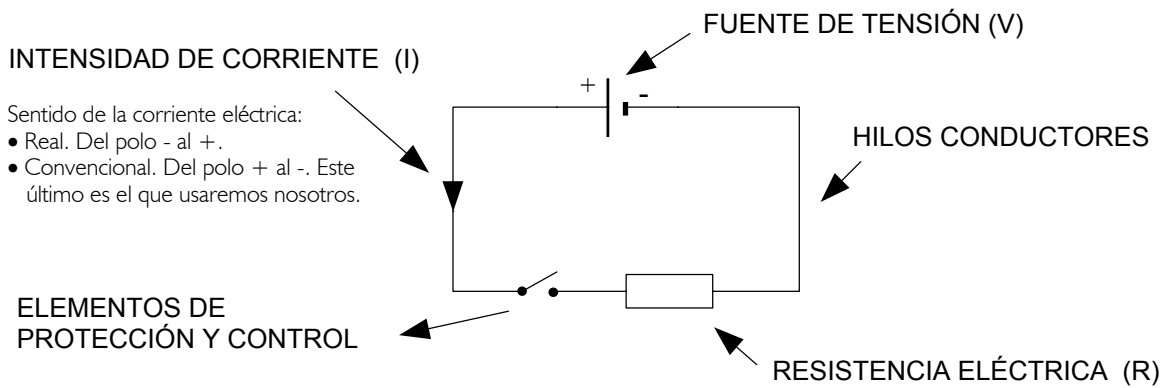 FUENTE DE TENSIÓN (V)
INTENSIDAD DE CORRIENTE (I)
+ -
Sentido de la corriente eléctrica:
• Real. Del polo - al +.
• Convencional. Del polo + al -. Este
último es el que usaremos nosotros.
HILOS CONDUCTORES
ELEMENTOS DE
PROTECCIÓN Y CONTROL
RESISTENCIA ELÉCTRICA (R)